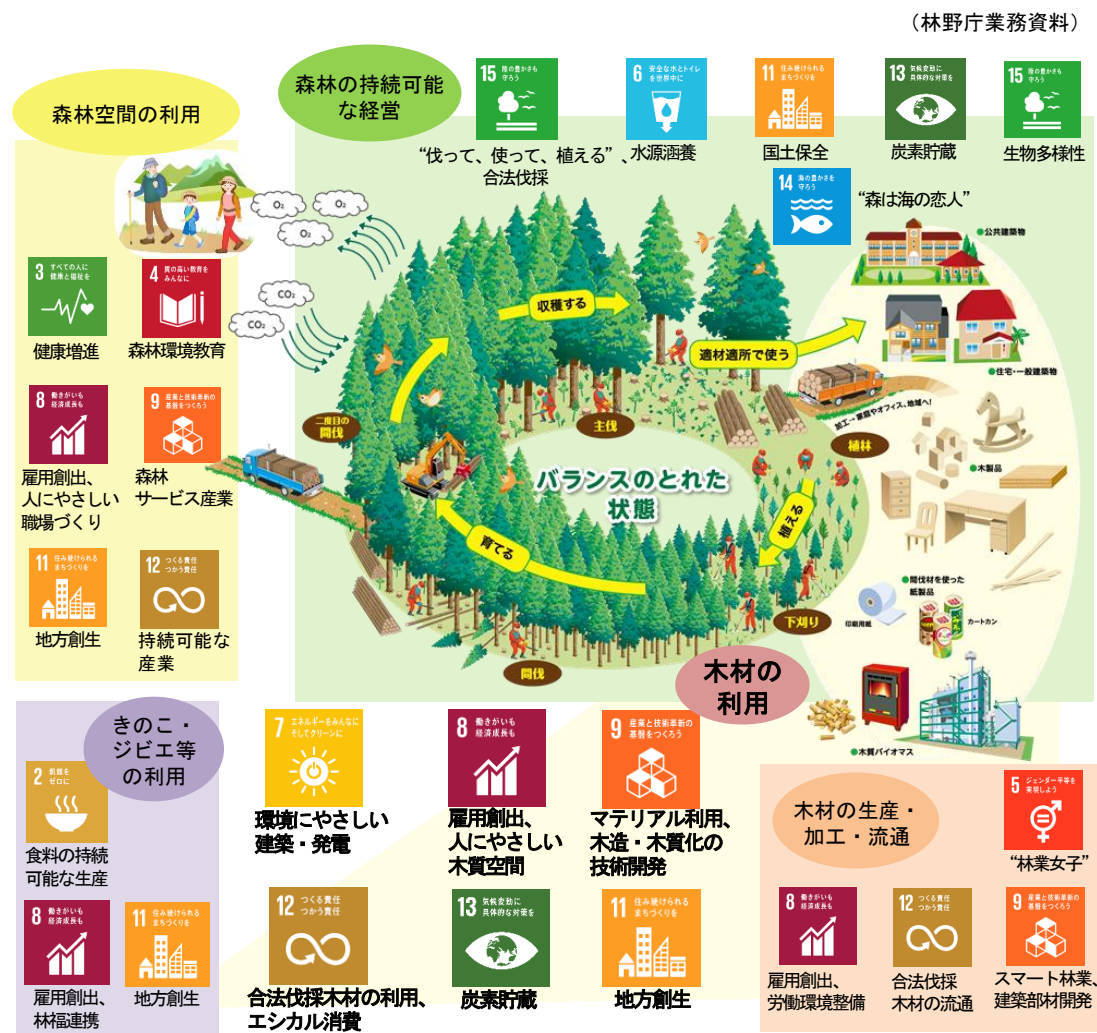 (林野庁業務資料)
森林空間の利用
3 すべての人に
健康と福祉を
健康増進
4 質の高い教育を
みんなに
森林環境教育
8 働きがいも
経済成長も
雇用創出、
人にやさしい
職場づくり
9 産業と技術革新の
基盤をつくろう
森林
サービス産業
11 住み続けられる
まちづくりを
地方創生
12 つくる責任
つかう責任
持続可能な
産業
森林の持続可能
な経営
15 陸の豊かさも
守ろう
“伐って、使って、植える”、
合法伐採
6 安全な水とトイレ
を世界中に
水源涵養
11 住み続けられる
まちづくりを
国土保全
13 気候変動に
具体的な対策を
炭素貯蔵
15 陸の豊かさも
守ろう
生物多様性
14 海の豊かさを
守ろう
“森は海の恋人”
O₂
O₂
O₂
CO₂
CO₂
収穫する
適材適所で使う
二度目の
間伐
主伐
植林
バランスのとれた
状態
植える
育てる
下刈り
間伐
加工→家庭やオフィス、地域へ!
●公共建築物
●住宅・一般建築物
●木製品
●間伐材を使った
紙製品
印刷用紙
カートカン
●木質バイオマス
木材の
利用
7 エネルギーをみんなに
そしてクリーンに
環境にやさしい
建築・発電
8 働きがいも
経済成長も
雇用創出、
人にやさしい
木質空間
9 産業と技術革新の
基盤をつくろう
マテリアル利用、
木造・木質化の
技術開発
12 つくる責任
つかう責任
合法伐採木材の利用、
エシカル消費
13 気候変動に
具体的な対策を
炭素貯蔵
11 住み続けられる
まちづくりを
地方創生
きのこ・
ジビエ等
の利用
2 飢餓を
ゼロに
食料の持続
可能な生産
8 働きがいも
経済成長も
雇用創出、
林福連携
11 住み続けられる
まちづくりを
地方創生
木材の生産・
加工・流通
5 ジェンダー平等を
実現しよう
“林業女子”
8 働きがいも
経済成長も
雇用創出、
労働環境整備
12 つくる責任
つかう責任
合法伐採
木材の流通
9 産業と技術革新の
基盤をつくろう
スマート林業、
建築部材開発